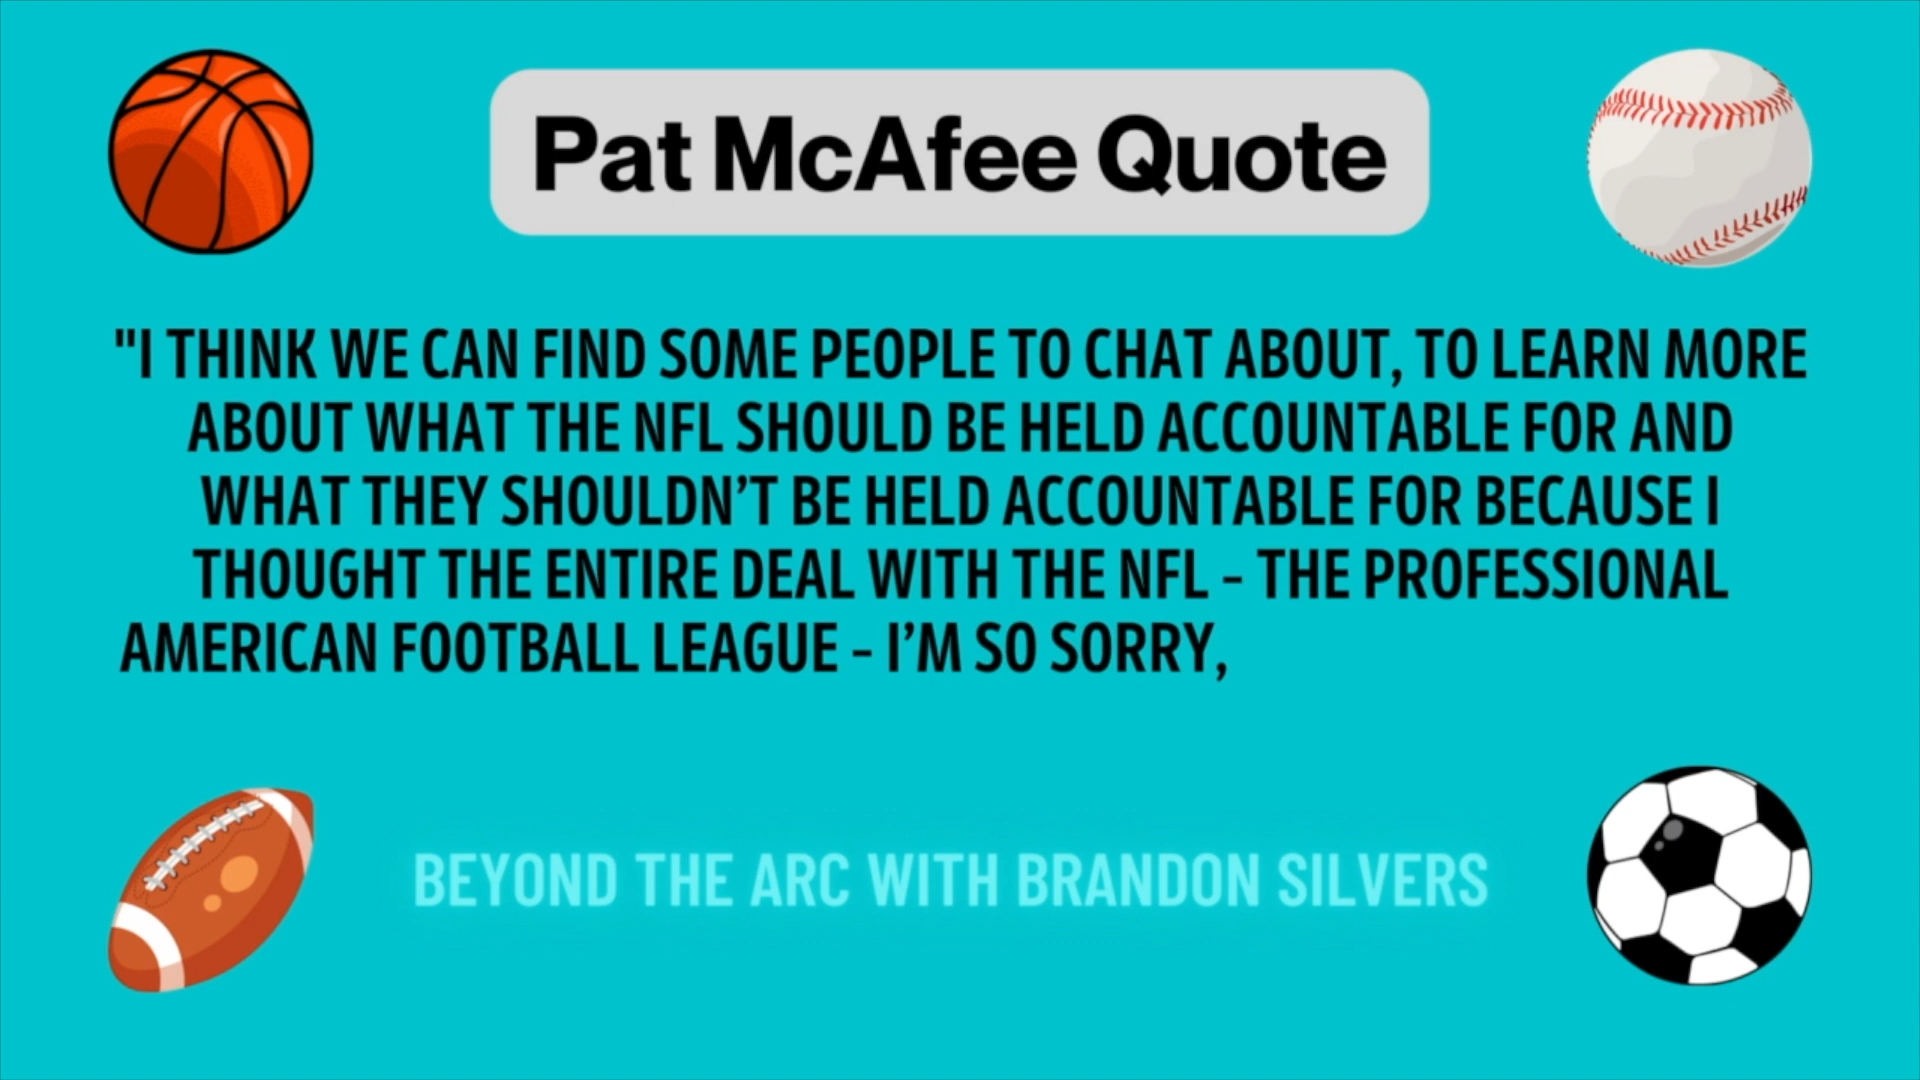 Pat McAfee Quote
"I THINK WE CAN FIND SOME PEOPLE TO CHAT ABOUT, TO LEARN MORE
ABOUT WHAT THE NFL SHOULD BE HELD ACCOUNTABLE FOR AND
WHAT THEY SHOULDN’T BE HELD ACCOUNTABLE FOR BECAUSE I
THOUGHT THE ENTIRE DEAL WITH THE NFL – THE PROFESSIONAL
AMERICAN FOOTBALL LEAGUE – I’M SO SORRY,
BEYOND THE ARC WITH BRANDON SILVERS